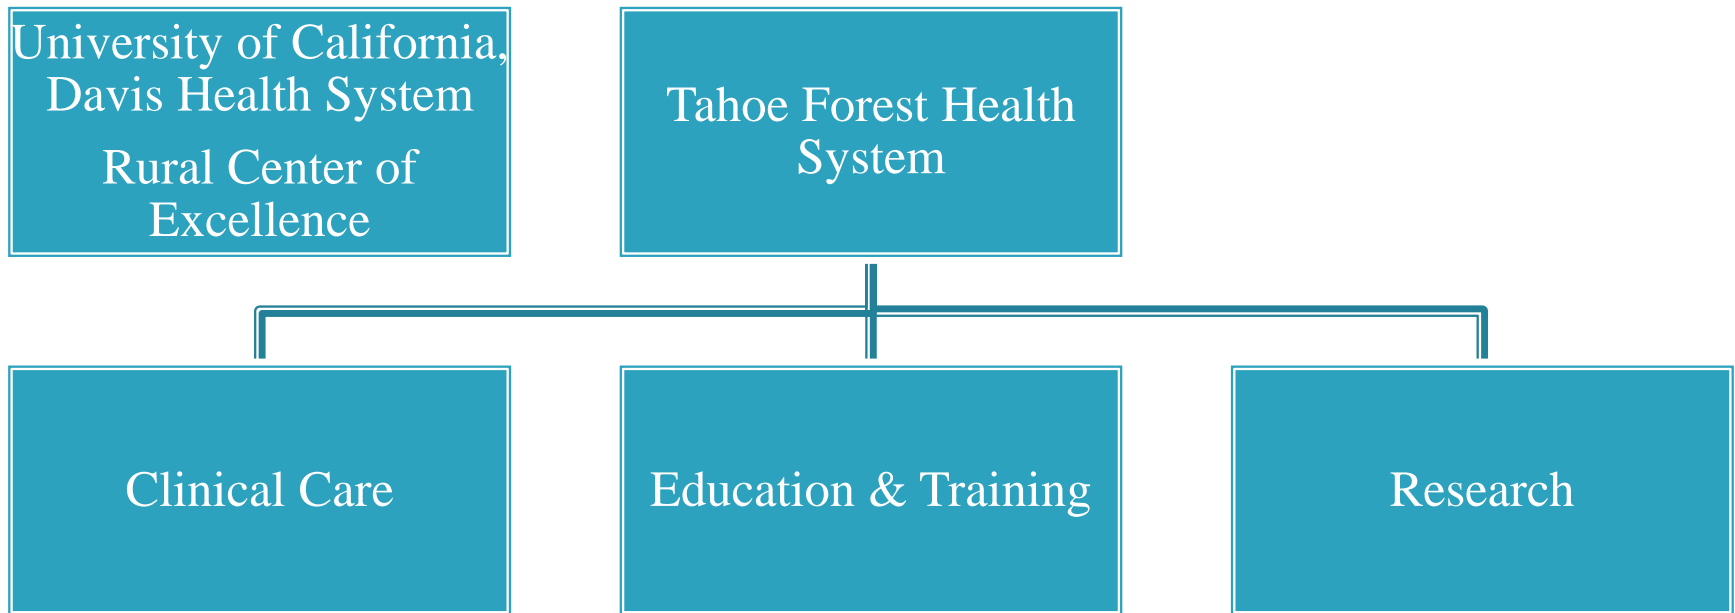 University of California,
Davis Health System
Rural Center of
Excellence
Tahoe Forest Health
System
Clinical Care
Education & Training
Research